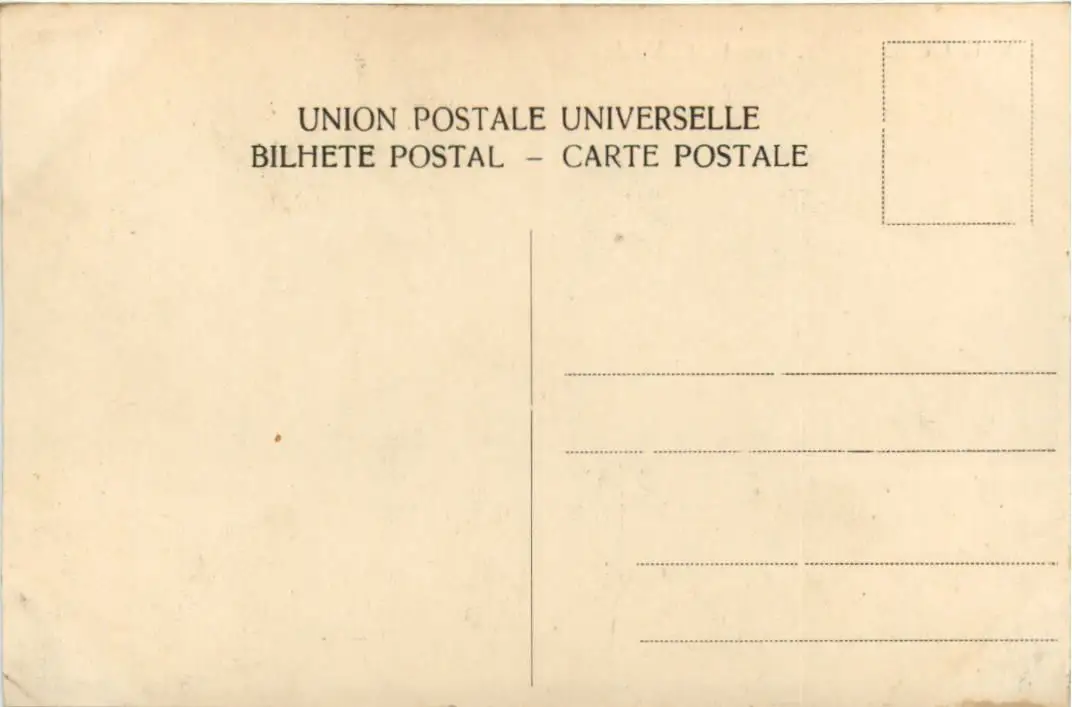 UNION POSTALE UNIVERSELLE
BILHETE POSTAL – CARTE POSTALE